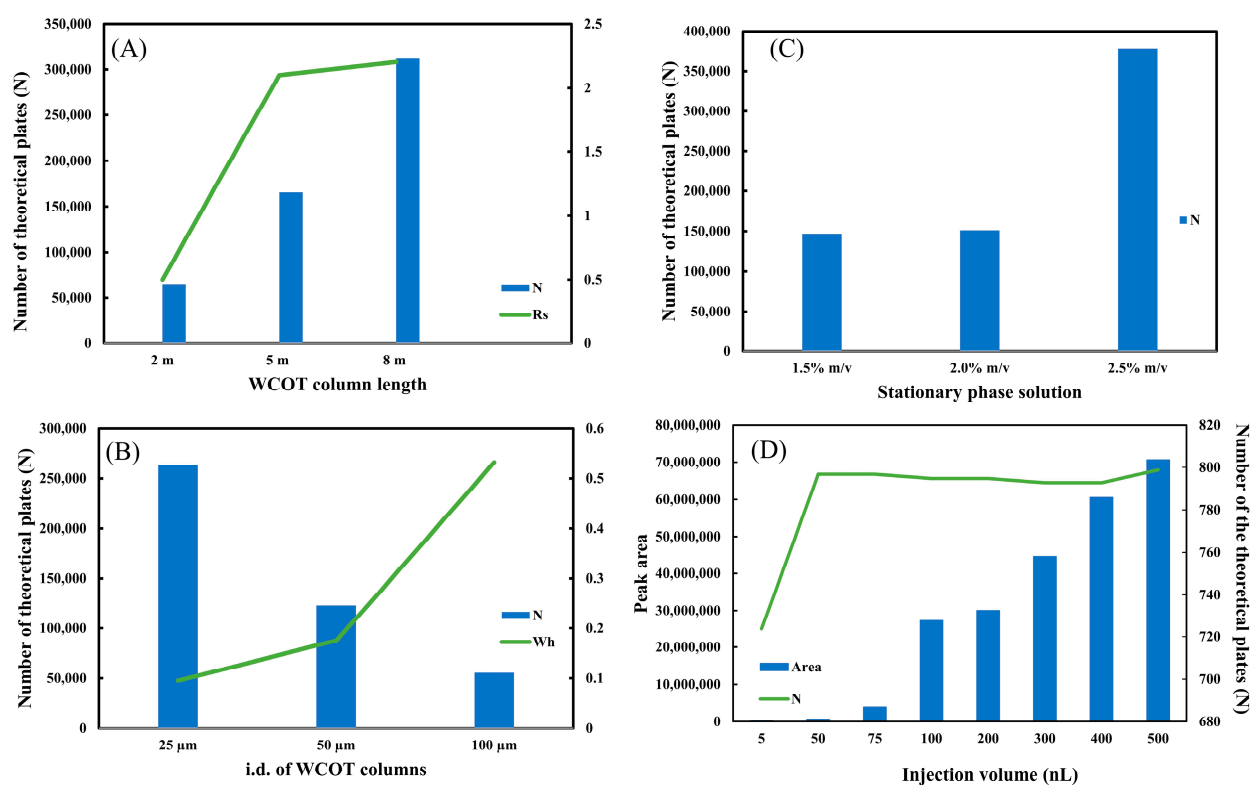 (A)
Number of theoretical plates (N)
350,000
300,000
250,000
200,000
150,000
100,000
50,000
0
2.5
2
1.5
1
0.5
0
N
Rs
2 m 5 m 8 m
WCOT column length
(C)
Number of theoretical plates (N)
400,000
350,000
300,000
250,000
200,000
150,000
100,000
50,000
0
N
1.5% m/v 2.0% m/v 2.5% m/v
Stationary phase solution
(B)
Number of theoretical plates (N)
300,000
250,000
200,000
150,000
100,000
50,000
0
0.6
0.5
0.4
0.3
0.2
0.1
0
N
Wh
25 µm 50 µm 100 µm
i.d. of WCOT columns
(D)
Peak area
80,000,000
70,000,000
60,000,000
50,000,000
40,000,000
30,000,000
20,000,000
10,000,000
0
820
800
780
760
740
720
700
680
Number of the theoretical plates (N)
Area
N
5 50 75 100 200 300 400 500
Injection volume (nL)